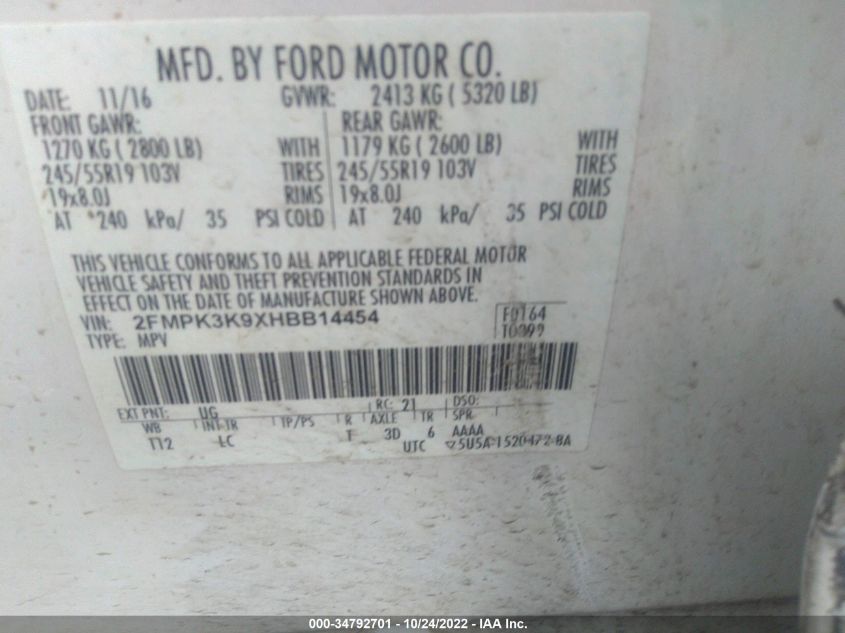 MFD. BY FORD MOTOR CO.
DATE: 11/16 GVWR: 2413 KG ( 5320 LB)
FRONT GAWR: REAR GAWR:
1270 KG ( 2800 LB) WITH 1179 KG ( 2600 LB) WITH
245/55R19 103V TIRES 245/55R19 103V TIRES
19x8.0J RIMS 19x8.0J RIMS
AT 240 kPa/ 35 PSI COLD AT 240 kPa/ 35 PSI COLD
THIS VEHICLE CONFORMS TO ALL APPLICABLE FEDERAL MOTOR
VEHICLE SAFETY AND THEFT PREVENTION STANDARDS IN
EFFECT ON THE DATE OF MANUFACTURE SHOWN ABOVE.
VIN: 2FMPK3K9XHBB14454 F0164
TYPE: MPV
EXT PNT: UG RC: 21 DSO:
WB INT TR TP/PS R AXLE TR SPR
T12 T 3D 6 AAAA
UTC
000-34792701 - 10/24/2022 - IAA Inc.